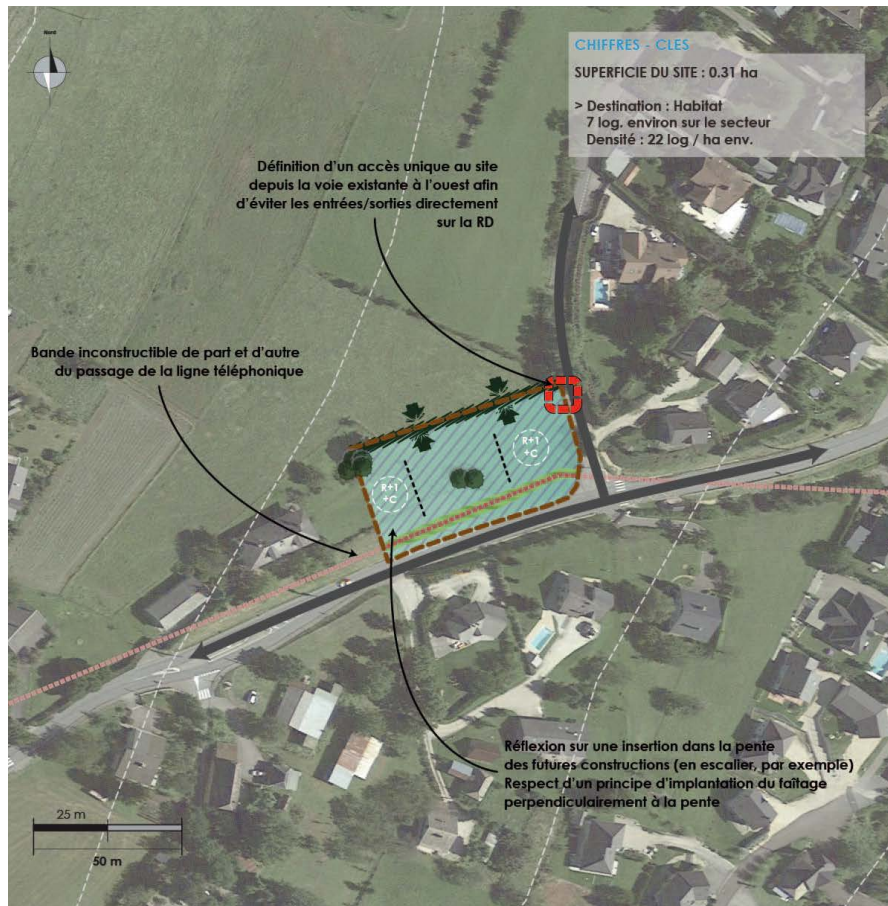 Nord
CHIFFRES - CLES
SUPERFICIE DU SITE : 0.31 ha
> Destination : Habitat
7 log. environ sur le secteur
Densité : 22 log / ha env.
Définition d'un accès unique au site
depuis la voie existante à l'ouest afin
d'éviter les entrées/sorties directement
sur la RD
Bande inconstructible de part et d'autre
du passage de la ligne téléphonique
R+1
+C
R+1
+C
Réflexion sur une insertion dans la pente
des futures constructions (en escalier, par exemple)
Respect d'un principe d'implantation du faîtage
perpendiculairement à la pente
25 m
50 m